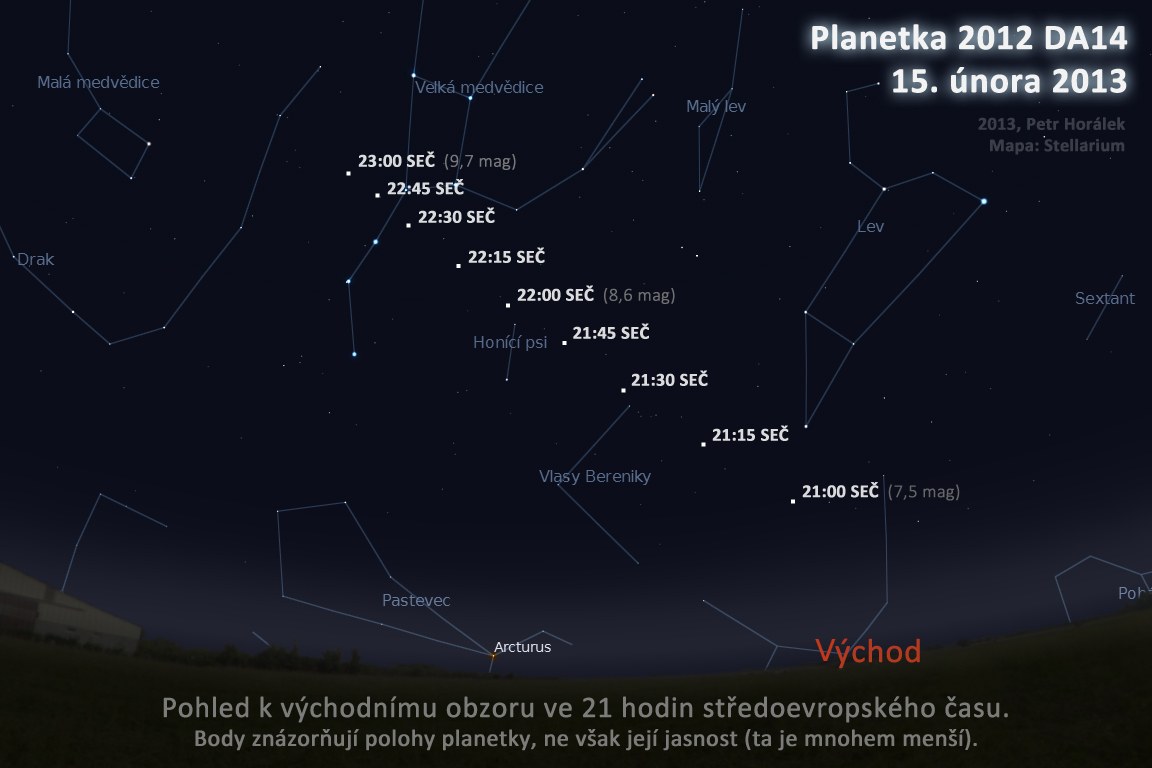 Planetka 2012 DA14
15. února 2013
2013, Petr Horálek
Mapa: Stellarium
Malá medvědice
Velká medvědice
Malý lev
23:00 SEČ (9,7 mag)
22:45 SEČ
22:30 SEČ
Lev
22:15 SEČ
Drak
22:00 SEČ (8,6 mag)
Sextant
21:45 SEČ
Honící psi
21:30 SEČ
21:15 SEČ
Vlasy Bereniky
21:00 SEČ (7,5 mag)
Pastevec
Arcturus
Východ
Pohled k východnímu obzoru ve 21 hodin středoevropského času.
Body znázorňují polohy planetky, ne však její jasnost (ta je mnohem menší).